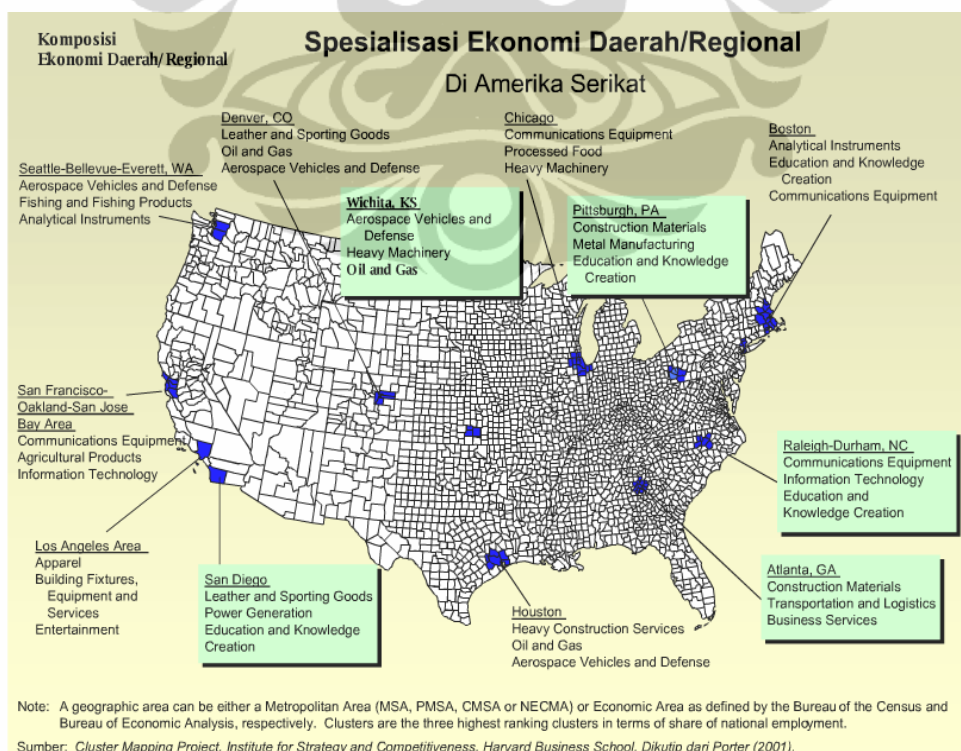 Komposisi
Ekonomi Daerah/Regional
Spesialisasi Ekonomi Daerah/Regional
Di Amerika Serikat
Denver, CO
Leather and Sporting Goods
Oil and Gas
Aerospace Vehicles and Defense
Chicago
Communications Equipment
Processed Food
Heavy Machinery
Boston
Analytical Instruments
Education and Knowledge
Creation
Communications Equipment
Seattle-Bellevue-Everett, WA
Aerospace Vehicles and Defense
Fishing and Fishing Products
Analytical Instruments
Wichita, KS
Aerospace Vehicles and
Defense
Heavy Machinery
Oil and Gas
Pittsburgh, PA
Construction Materials
Metal Manufacturing
Education and Knowledge
Creation
San Francisco-
Oakland-San Jose
Bay Area
Communications Equipment
Agricultural Products
Information Technology
Raleigh-Durham, NC
Communications Equipment
Information Technology
Education and
Knowledge Creation
Los Angeles Area
Apparel
Building Fixtures,
Equipment and
Services
Entertainment
San Diego
Leather and Sporting Goods
Power Generation
Education and Knowledge
Creation
Houston
Heavy Construction Services
Oil and Gas
Aerospace Vehicles and Defense
Atlanta, GA
Construction Materials
Transportation and Logistics
Business Services
Note: A geographic area can be either a Metropolitan Area (MSA, PMSA, CMSA or NECMA) or Economic Area as defined by the Bureau of the Census and
Bureau of Economic Analysis, respectively. Clusters are the three highest ranking clusters in terms of share of national employment.
Sumber: Cluster Mapping Project, Institute for Strategy and Competitiveness, Harvard Business School, Dikutip dari Porter (2001).